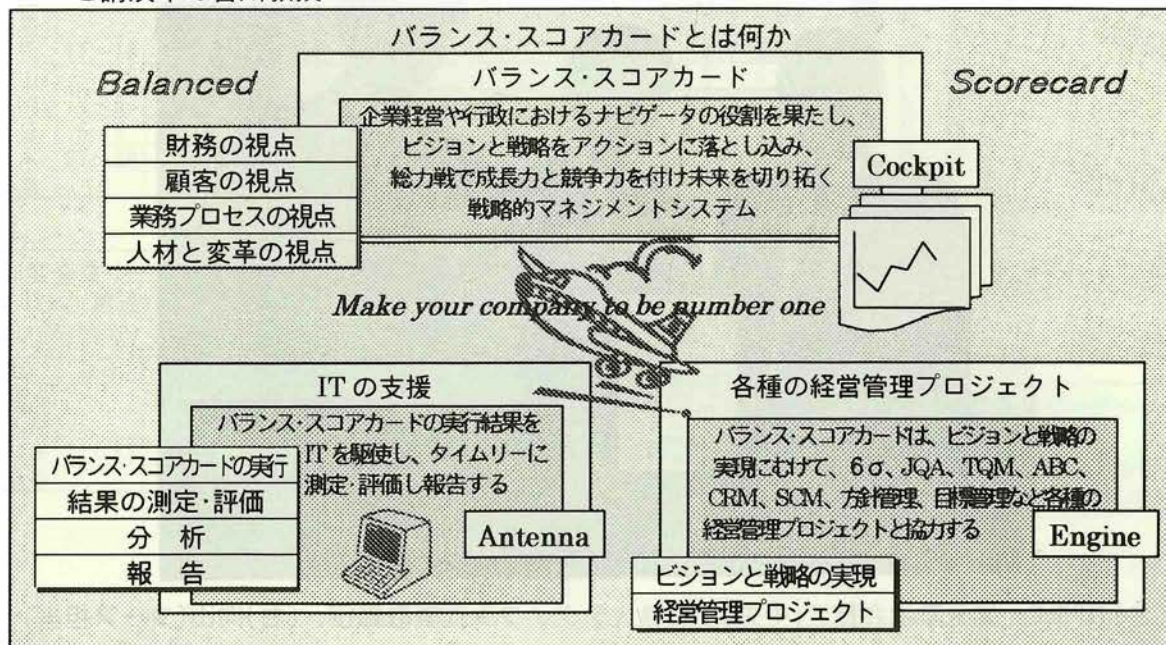 バランス・スコアカードとは何か
Balanced
Scorecard
バランス・スコアカード
企業経営や行政におけるナビゲータの役割を果たし、
ビジョンと戦略をアクションに落とし込み、
総力戦で成長力と競争力を付け未来を切り拓く
戦略的マネジメントシステム
財務の視点
顧客の視点
業務プロセスの視点
人材と変革の視点
Cockpit
Make your company to be number one
ITの支援
バランス・スコアカードの実行結果を
ITを駆使し、タイムリーに
測定・評価し報告する
バランス・スコアカードの実行
結果の測定・評価
分 析
報 告
Antenna
各種の経営管理プロジェクト
バランス・スコアカードは、ビジョンと戦略の
実現にむけて、6σ、JQA、TQM、ABC、
CRM、SCM、方針管理、目標管理など各種の
経営管理プロジェクトと協力する
Engine
ビジョンと戦略の実現
経営管理プロジェクト